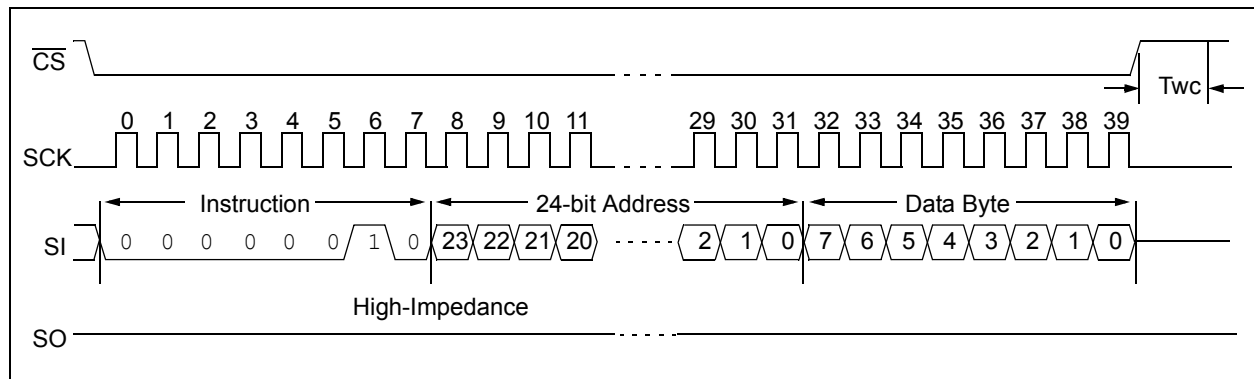 CS
Twc
0 1 2 3 4 5 6 7 8 9 10 11 29 30 31 32 33 34 35 36 37 38 39
SCK
Instruction 24-bit Address Data Byte
SI 0 0 0 0 0 0 1 0 23 22 21 20 2 1 0 7 6 5 4 3 2 1 0
High-Impedance
SO